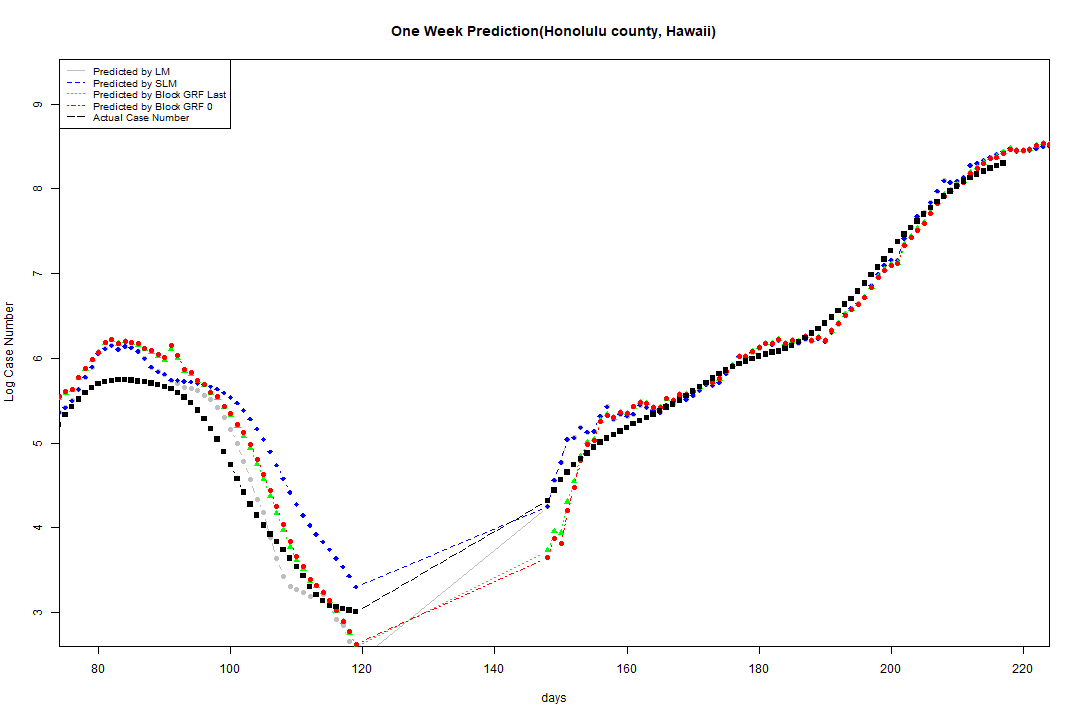 One Week Prediction(Honolulu county, Hawaii)
Predicted by LM
Predicted by SLM
Predicted by Block GRF Last
Predicted by Block GRF 0
Actual Case Number
Log Case Number
9
8
7
6
5
4
3
80 100 120 140 160 180 200 220
days